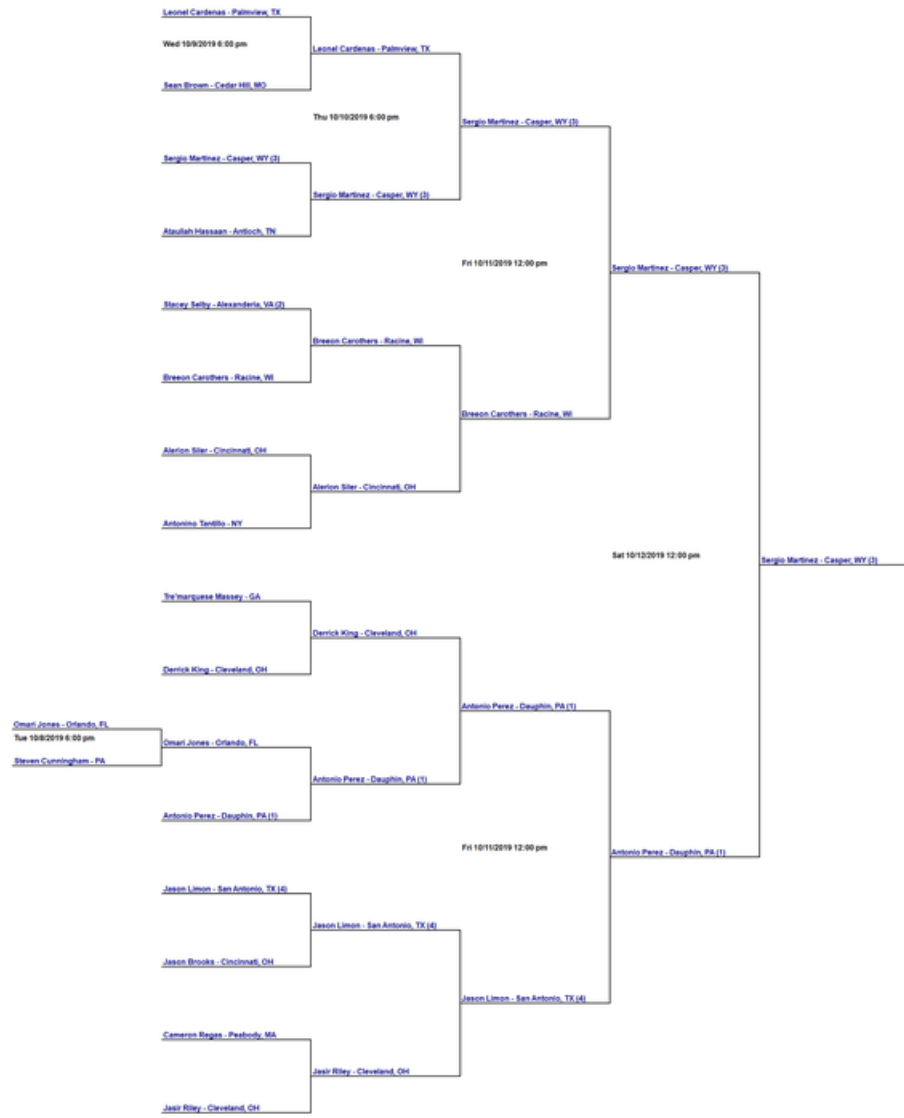 Leonel Cardenas - Palmview, TX
Wed 10/9/2019 6:00 pm
Leonel Cardenas - Palmview, TX
Sean Brown - Cedar Hill, MO
Thu 10/10/2019 6:00 pm
Sergio Martinez - Casper, WY (3)
Sergio Martinez - Casper, WY (3)
Sergio Martinez - Casper, WY (3)
Ataullah Hassaan - Antioch, TN
Fri 10/11/2019 12:00 pm
Sergio Martinez - Casper, WY (3)
Stacey Selby - Alexanderia, VA (2)
Breeon Carothers - Racine, WI
Breeon Carothers - Racine, WI
Breeon Carothers - Racine, WI
Alerion Siler - Cincinnati, OH
Alerion Siler - Cincinnati, OH
Antonino Tantillo - NY
Sat 10/12/2019 12:00 pm
Sergio Martinez - Casper, WY (3)
Tre'marquese Massey - GA
Derrick King - Cleveland, OH
Derrick King - Cleveland, OH
Antonio Perez - Dauphin, PA (1)
Omari Jones - Orlando, FL
Tue 10/8/2019 6:00 pm
Omari Jones - Orlando, FL
Steven Cunningham - PA
Antonio Perez - Dauphin, PA (1)
Antonio Perez - Dauphin, PA (1)
Fri 10/11/2019 12:00 pm
Antonio Perez - Dauphin, PA (1)
Jason Limon - San Antonio, TX (4)
Jason Limon - San Antonio, TX (4)
Jason Brooks - Cincinnati, OH
Jason Limon - San Antonio, TX (4)
Cameron Regas - Peabody, MA
Jasir Riley - Cleveland, OH
Jasir Riley - Cleveland, OH